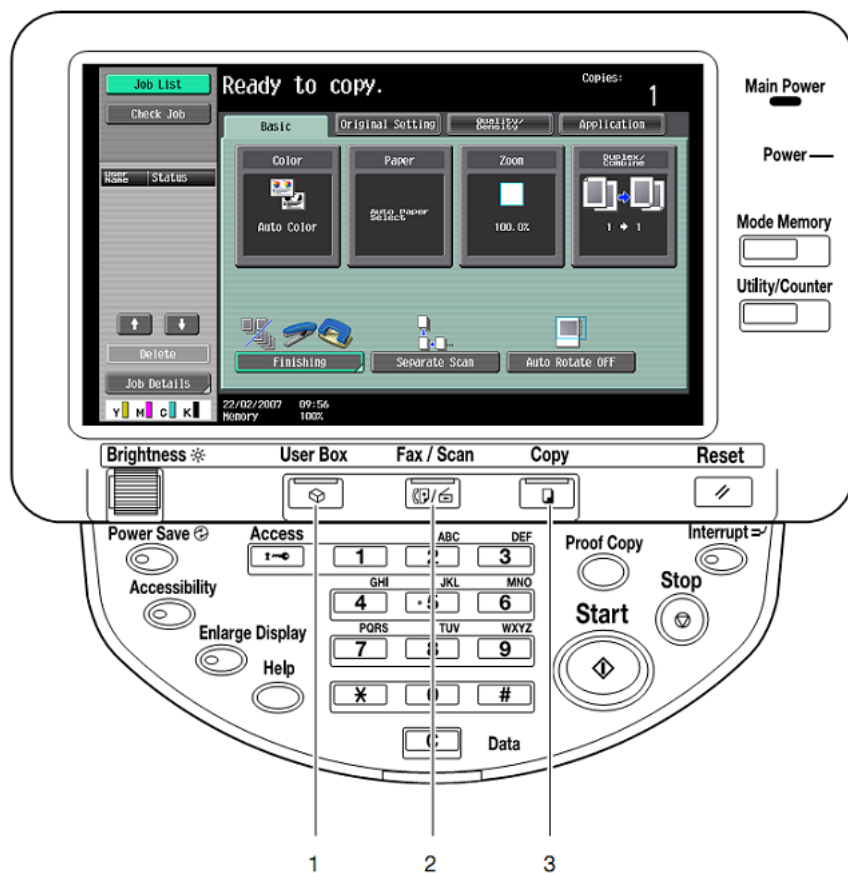 Job List
Ready to copy.
Copies:
1
Check Job
Basic
Original Setting
Quality/
Density
Application
User
Name
Status
Color
Paper
Zoom
Duplex/
Combine
Auto Color
Auto Paper
Select
100.0%
1 → 1
Delete
Job Details
Finishing
Separate Scan
Auto Rotate OFF
Y M C K
22/02/2007 09:56
Memory 100%
Main Power
Power
Mode Memory
Utility/Counter
Brightness
User Box
Fax / Scan
Copy
Reset
Power Save
Access
Accessibility
Enlarge Display
Help
1
ABC
2
DEF
3
GHI
4
JKL
5
MNO
6
PQRS
7
TUV
8
WXYZ
9
*
0
#
C
Data
Proof Copy
Interrupt
Stop
Start
1
2
3